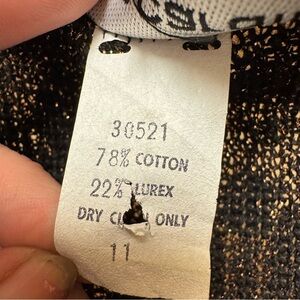 30521
78% COTTON
22% LUREX
DRY ONLY
11